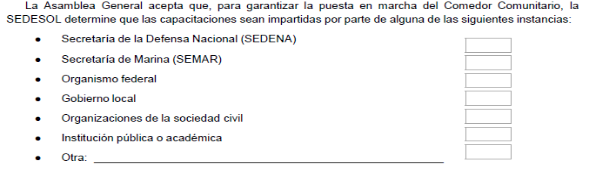 La Asamblea General acepta que, para garantizar la puesta en marcha del Comedor Comunitario, la
SEDESOL determine que las capacitaciones sean impartidas por parte de alguna de las siguientes instancias:
• Secretaría de la Defensa Nacional (SEDENA)
• Secretaría de Marina (SEMAR)
• Organismo federal
• Gobierno local
• Organizaciones de la sociedad civil
• Institución pública o académica
• Otra: ____________________